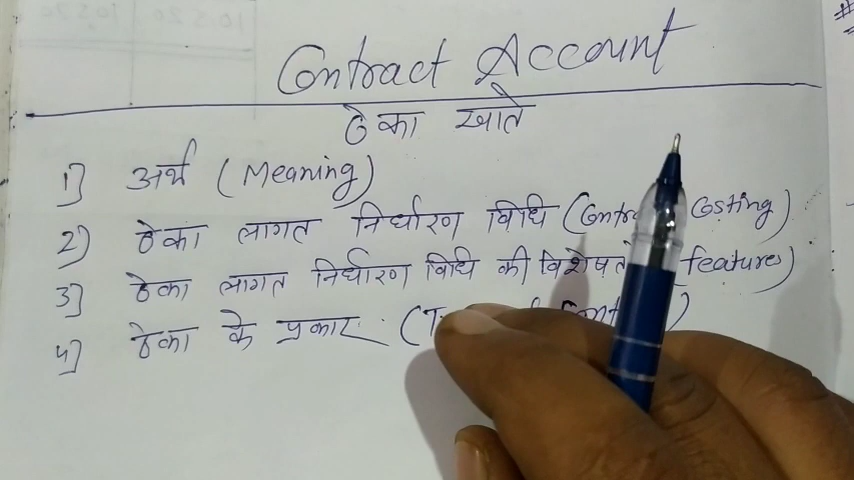 Contract Account
ठेका खाते
1) अर्थ (Meaning)
2) ठेका लागत निर्धारण विधि ( Costing)
3) ठेका लागत निर्धारण विधि की (features)
4) ठेका के प्रकार (